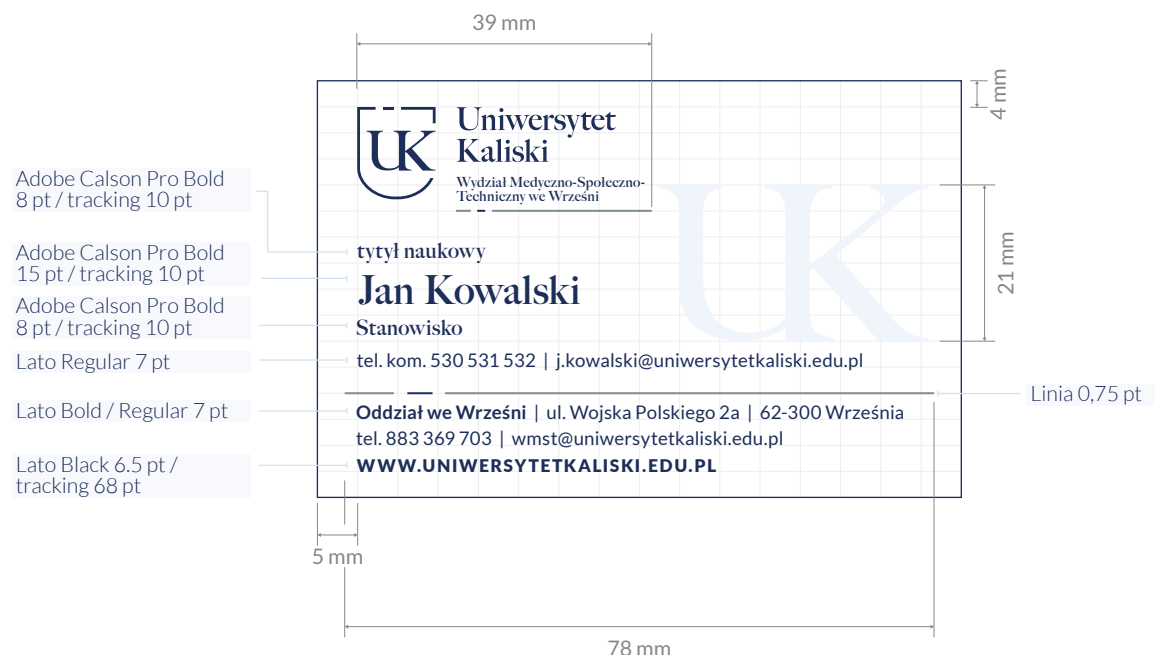 39 mm
4 mm
UK
Uniwersytet
Kaliski
Wydział Medyczno-Społeczno-
Techniczny we Wrześni
UK
21 mm
Adobe Calson Pro Bold
8 pt / tracking 10 pt
tytył naukowy
Adobe Calson Pro Bold
15 pt / tracking 10 pt
Jan Kowalski
Adobe Calson Pro Bold
8 pt / tracking 10 pt
Stanowisko
Lato Regular 7 pt
tel. kom. 530 531 532 | j.kowalski@uniwersytetkaliski.edu.pl
Linia 0,75 pt
Lato Bold / Regular 7 pt
Oddział we Wrześni | ul. Wojska Polskiego 2a | 62-300 Września
tel. 883 369 703 | wmst@uniwersytetkaliski.edu.pl
Lato Black 6.5 pt /
tracking 68 pt
WWW.UNIWERSYTETKALISKI.EDU.PL
5 mm
78 mm